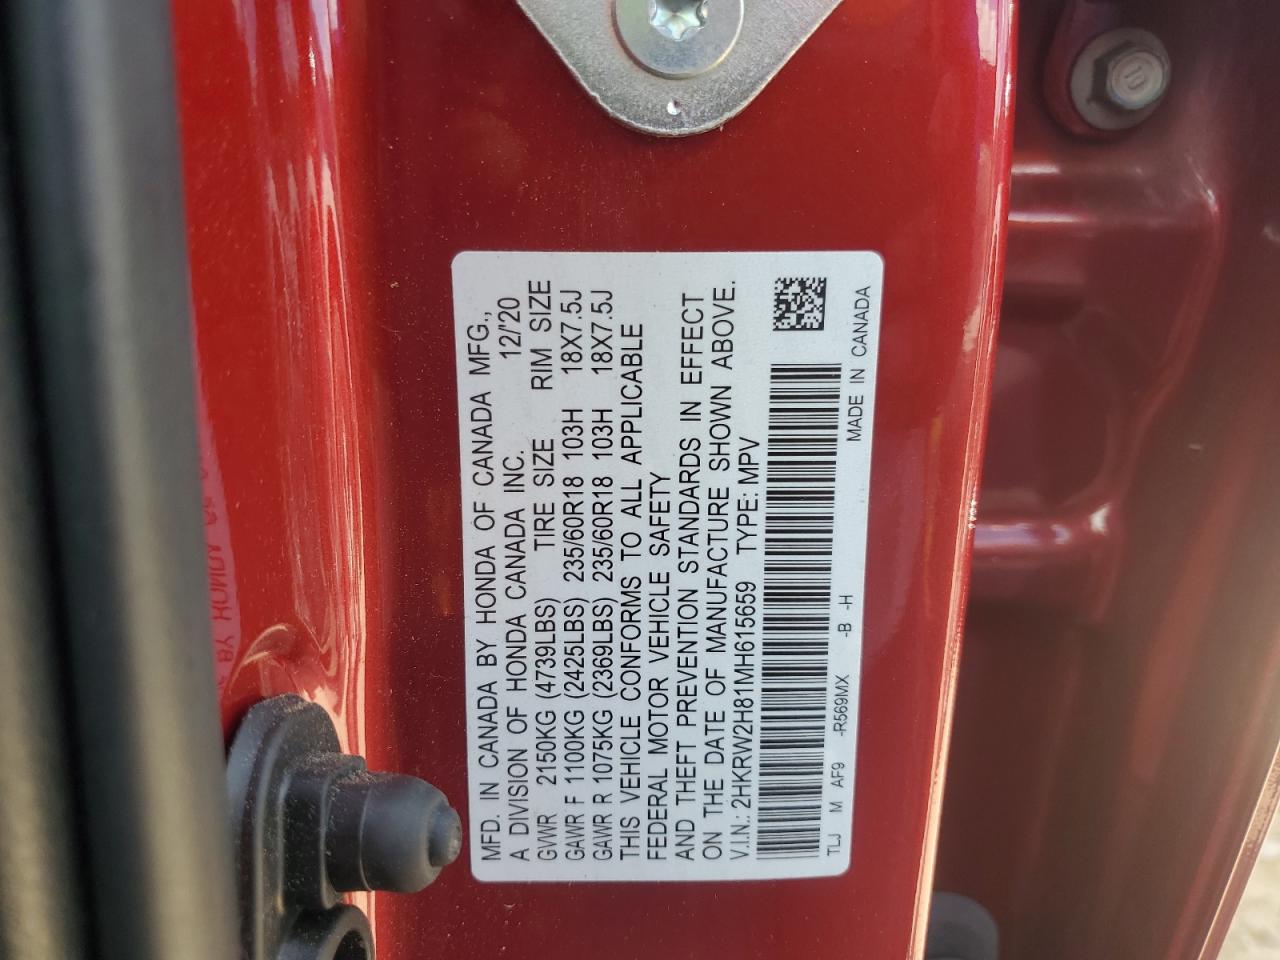 MFD. IN CANADA BY HONDA OF CANADA MFG.,
A DIVISION OF HONDA CANADA INC. 12/'20
GVWR 2150KG (4739LBS) TIRE SIZE RIM SIZE
GAWR F 1100KG (2425LBS) 235/60R18 103H 18X7.5J
GAWR R 1075KG (2369LBS) 235/60R18 103H 18X7.5J
THIS VEHICLE CONFORMS TO ALL APPLICABLE
FEDERAL MOTOR VEHICLE SAFETY
AND THEFT PREVENTION STANDARDS IN EFFECT
ON THE DATE OF MANUFACTURE SHOWN ABOVE.
V.I.N.: 2HKRW2H81MH615659 TYPE: MPV
TLJ M AF9 -R569MX -B -H MADE IN CANADA